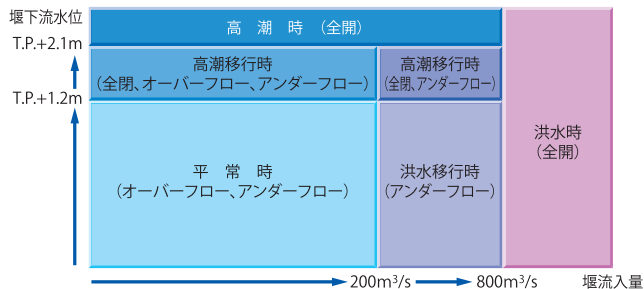 堰下流水位
T.P.+2.1m
T.P.+1.2m
高 潮 時 （全開）
高潮移行時
（全閉、オーバーフロー、アンダーフロー）
高潮移行時
（全閉、アンダーフロー）
平 常 時
（オーバーフロー、アンダーフロー）
洪水移行時
（アンダーフロー）
洪水時
（全開）
200m³/s
800m³/s
堰流入量